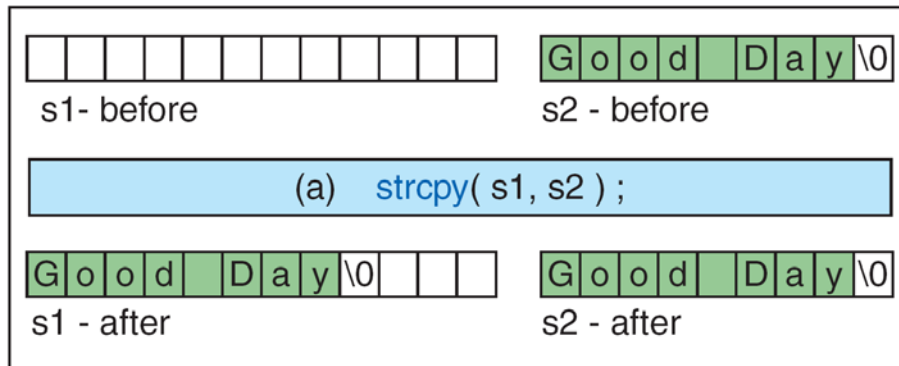 G o o d   D a y \0
s1- before   s2 - before
(a) strcpy( s1, s2 ) ;
G o o d   D a y \0   G o o d   D a y \0
s1 - after   s2 - after